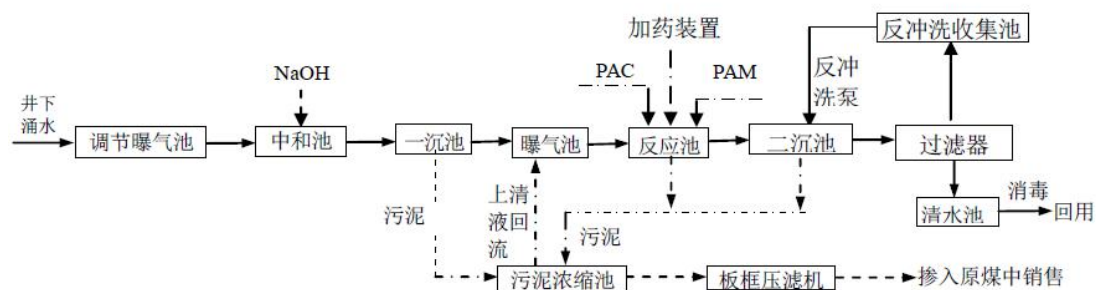 加药装置
反冲洗收集池
NaOH
PAC
PAM
反
冲
洗泵
井下
涌水
调节曝气池
中和池
一沉池
曝气池
反应池
二沉池
过滤器
污泥
上清
液回
流
污泥
清水池
消毒
回用
污泥浓缩池
板框压滤机
掺入原煤中销售